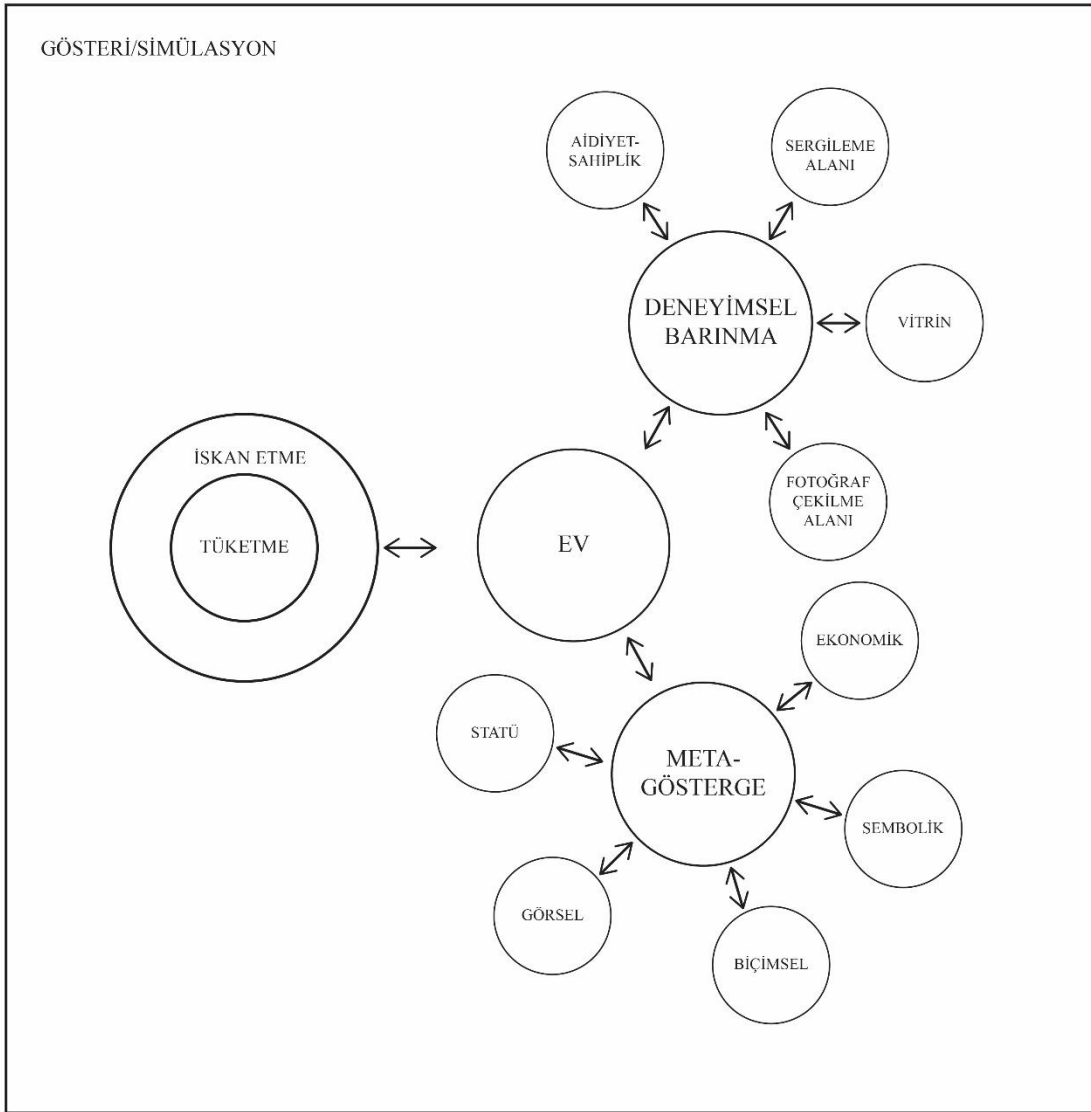 GÖSTERİ/SİMÜLASYON
AİDİYET-
SAHİPLİK
SERGİLEME
ALANI
DENEYİMSEL
BARINMA
VİTRİN
FOTOĞRAF
ÇEKİLME
ALANI
İSKAN ETME
TÜKETME
EV
EKONOMİK
STATÜ
META-
GÖSTERGE
SEMBOLİK
GÖRSEL
BİÇİMSEL